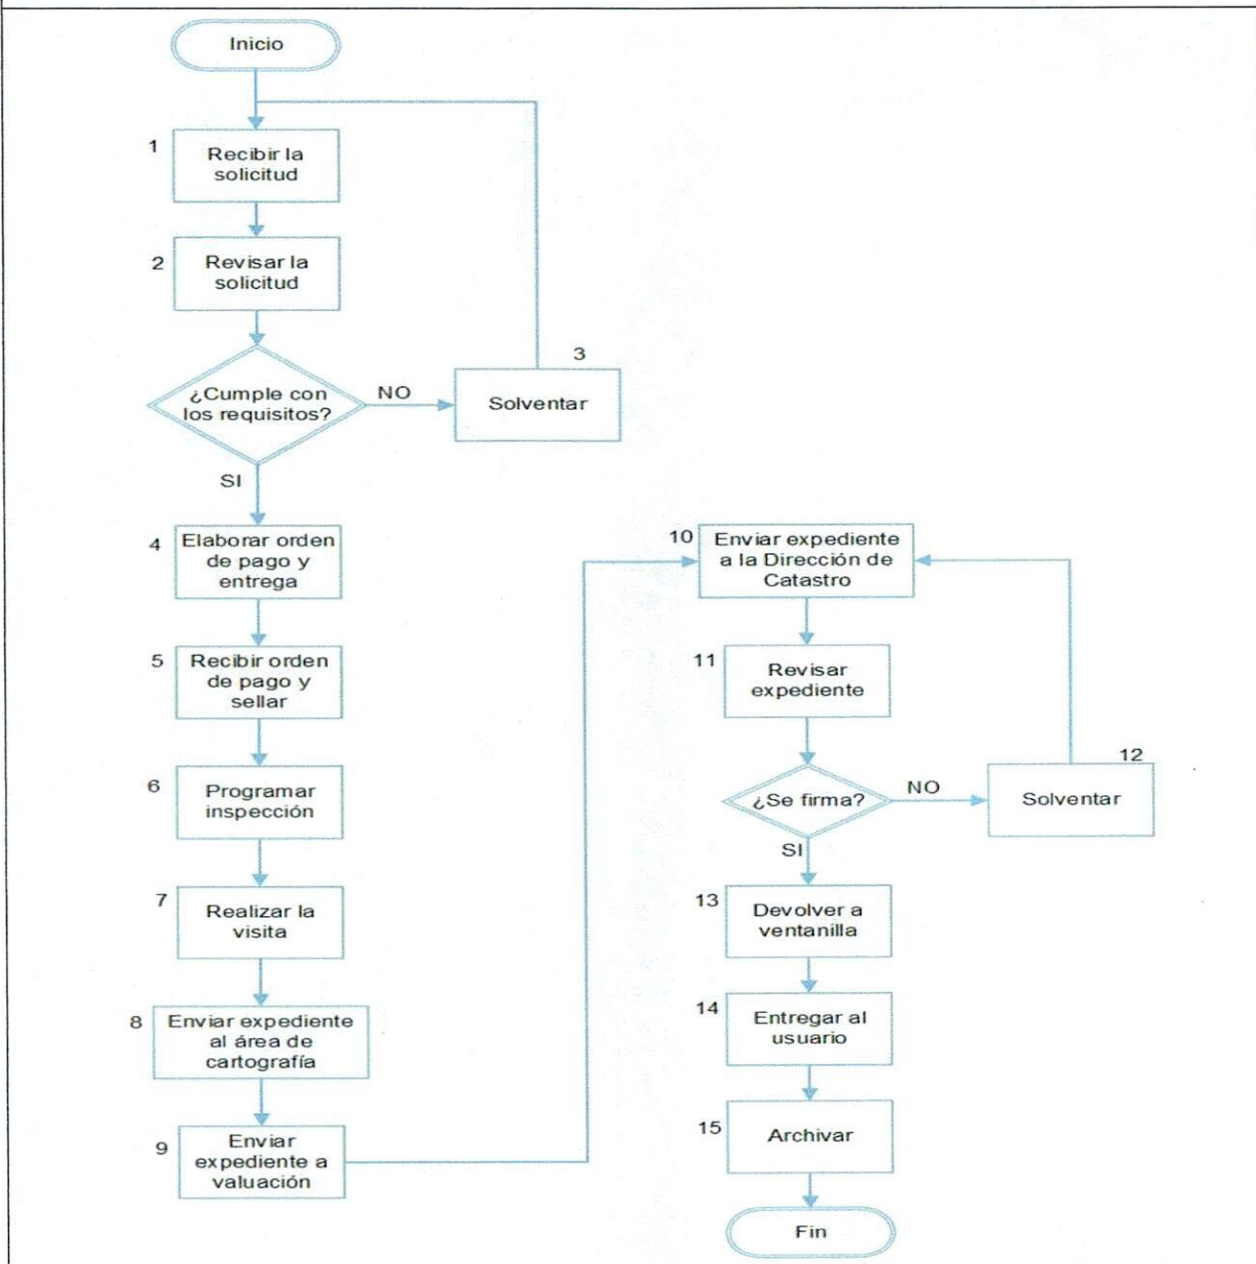 Inicio
1
Recibir la
solicitud
2
Revisar la
solicitud
¿Cumple con
los requisitos?
NO
3
Solventar
SI
4
Elaborar orden
de pago y
entrega
5
Recibir orden
de pago y
sellar
6
Programar
inspección
7
Realizar la
visita
8
Enviar expediente
al área de
cartografía
9
Enviar
expediente a
valuación
10
Enviar expediente
a la Dirección de
Catastro
11
Revisar
expediente
¿Se firma?
NO
12
Solventar
SI
13
Devolver a
ventanilla
14
Entregar al
usuario
15
Archivar
Fin